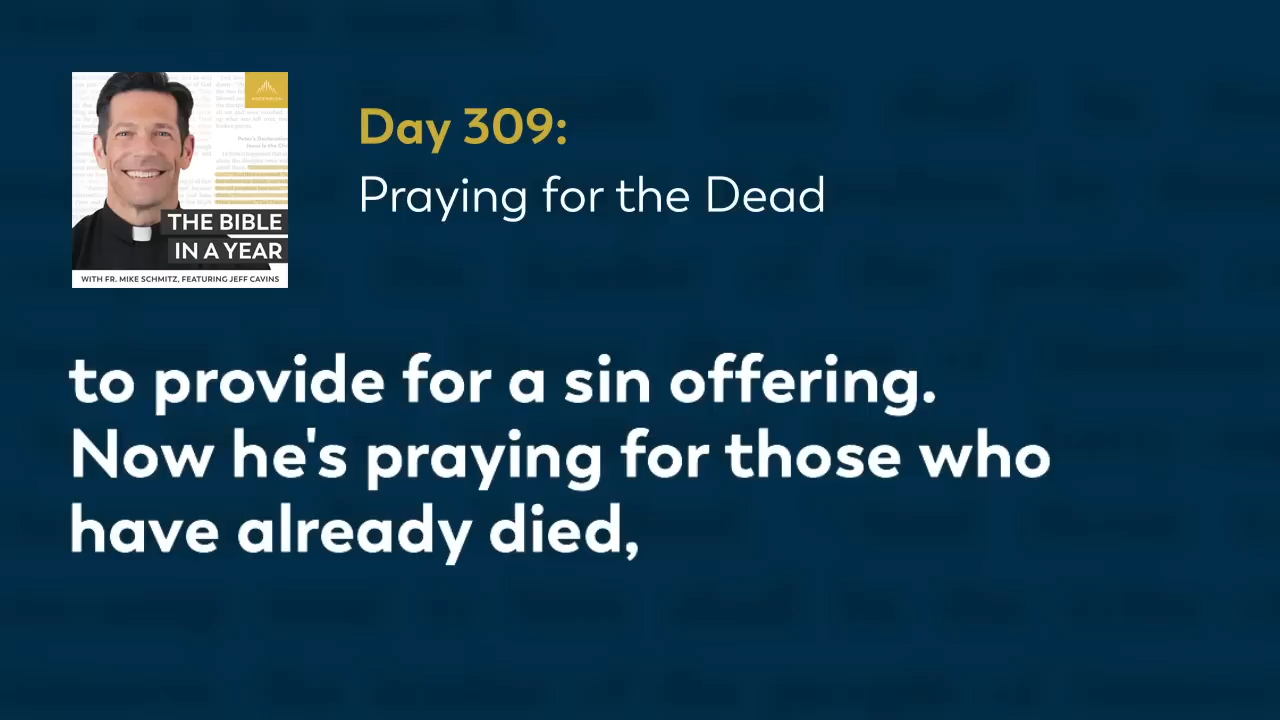 THE BIBLE
IN A YEAR
WITH FR. MIKE SCHMITZ, FEATURING JEFF CAVINS
Day 309:
Praying for the Dead
to provide for a sin offering.
Now he's praying for those who
have already died,